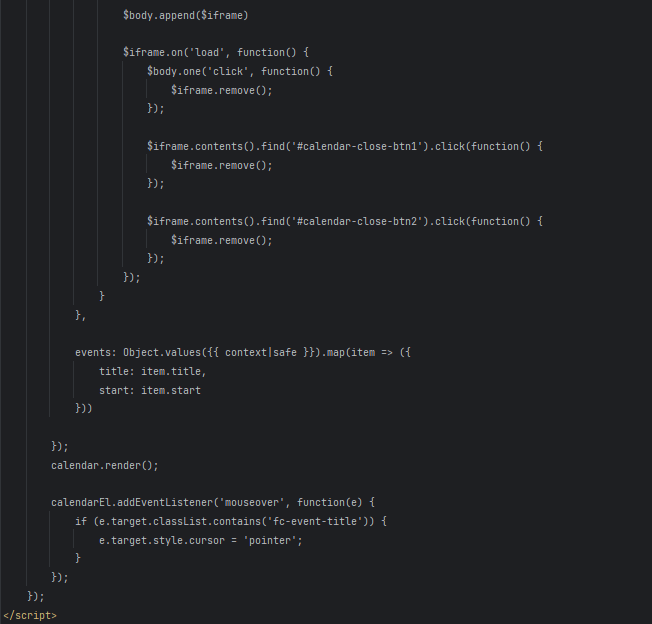 $body.append($iframe)
$iframe.on('load', function() {
$body.one('click', function() {
$iframe.remove();
});
$iframe.contents().find('#calendar-close-btn1').click(function() {
$iframe.remove();
});
$iframe.contents().find('#calendar-close-btn2').click(function() {
$iframe.remove();
});
});
}
},
events: Object.values({{ context|safe }}).map(item => ({
title: item.title,
start: item.start
}))
});
calendar.render();
calendarEl.addEventListener('mouseover', function(e) {
if (e.target.classList.contains('fc-event-title')) {
e.target.style.cursor = 'pointer';
}
});
});
</script>